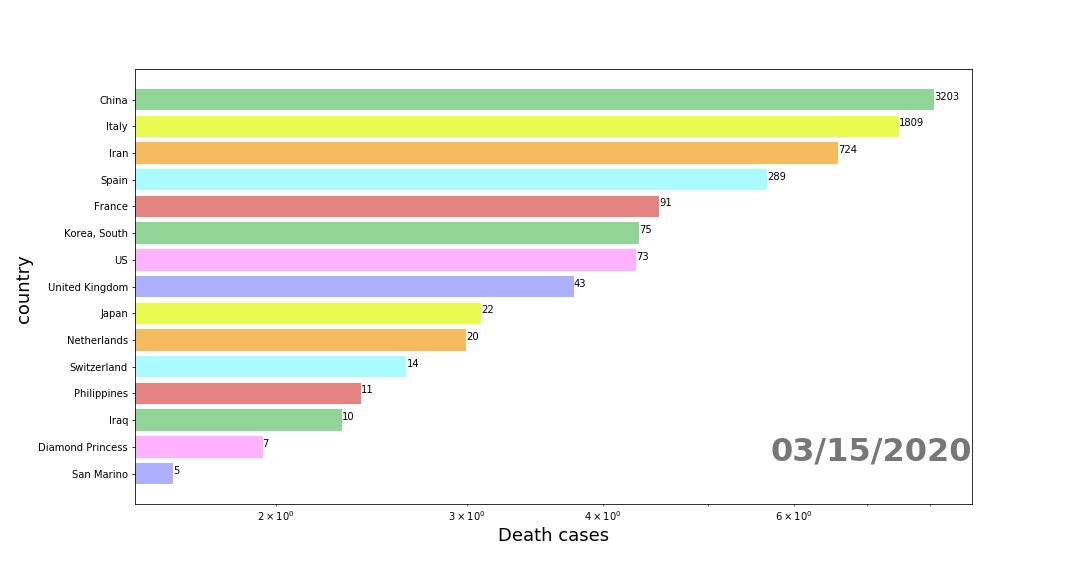 China 3203
Italy 1809
Iran 724
Spain 289
France 91
Korea, South 75
US 73
United Kingdom 43
Japan 22
Netherlands 20
Switzerland 14
Philippines 11
Iraq 10
Diamond Princess 7
San Marino 5
country
03/15/2020
2 × 10⁰ 3 × 10⁰ 4 × 10⁰ 6 × 10⁰
Death cases